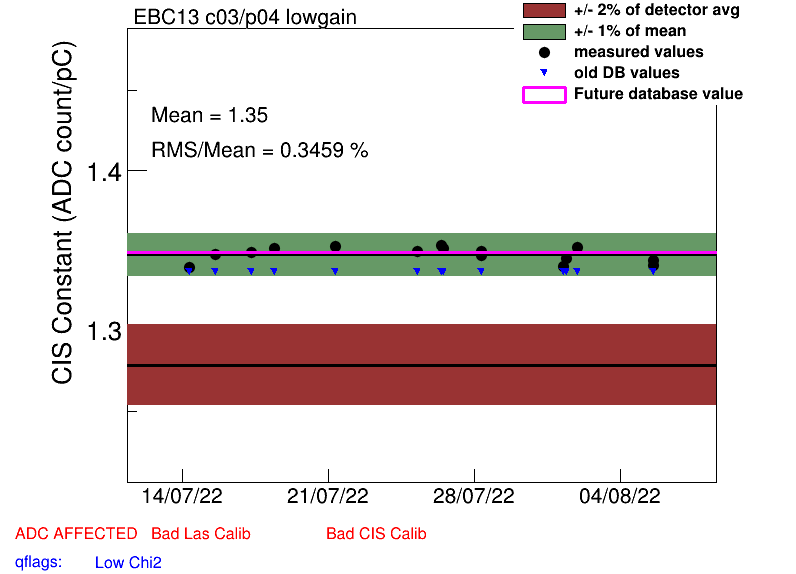 EBC13 c03/p04 lowgain
+/- 2% of detector avg
+/- 1% of mean
measured values
old DB values
Future database value
Mean = 1.35
RMS/Mean = 0.3459 %
CIS Constant (ADC count/pC)
1.4
1.3
14/07/22 21/07/22 28/07/22 04/08/22
ADC AFFECTED Bad Las Calib Bad CIS Calib
qflags: Low Chi2